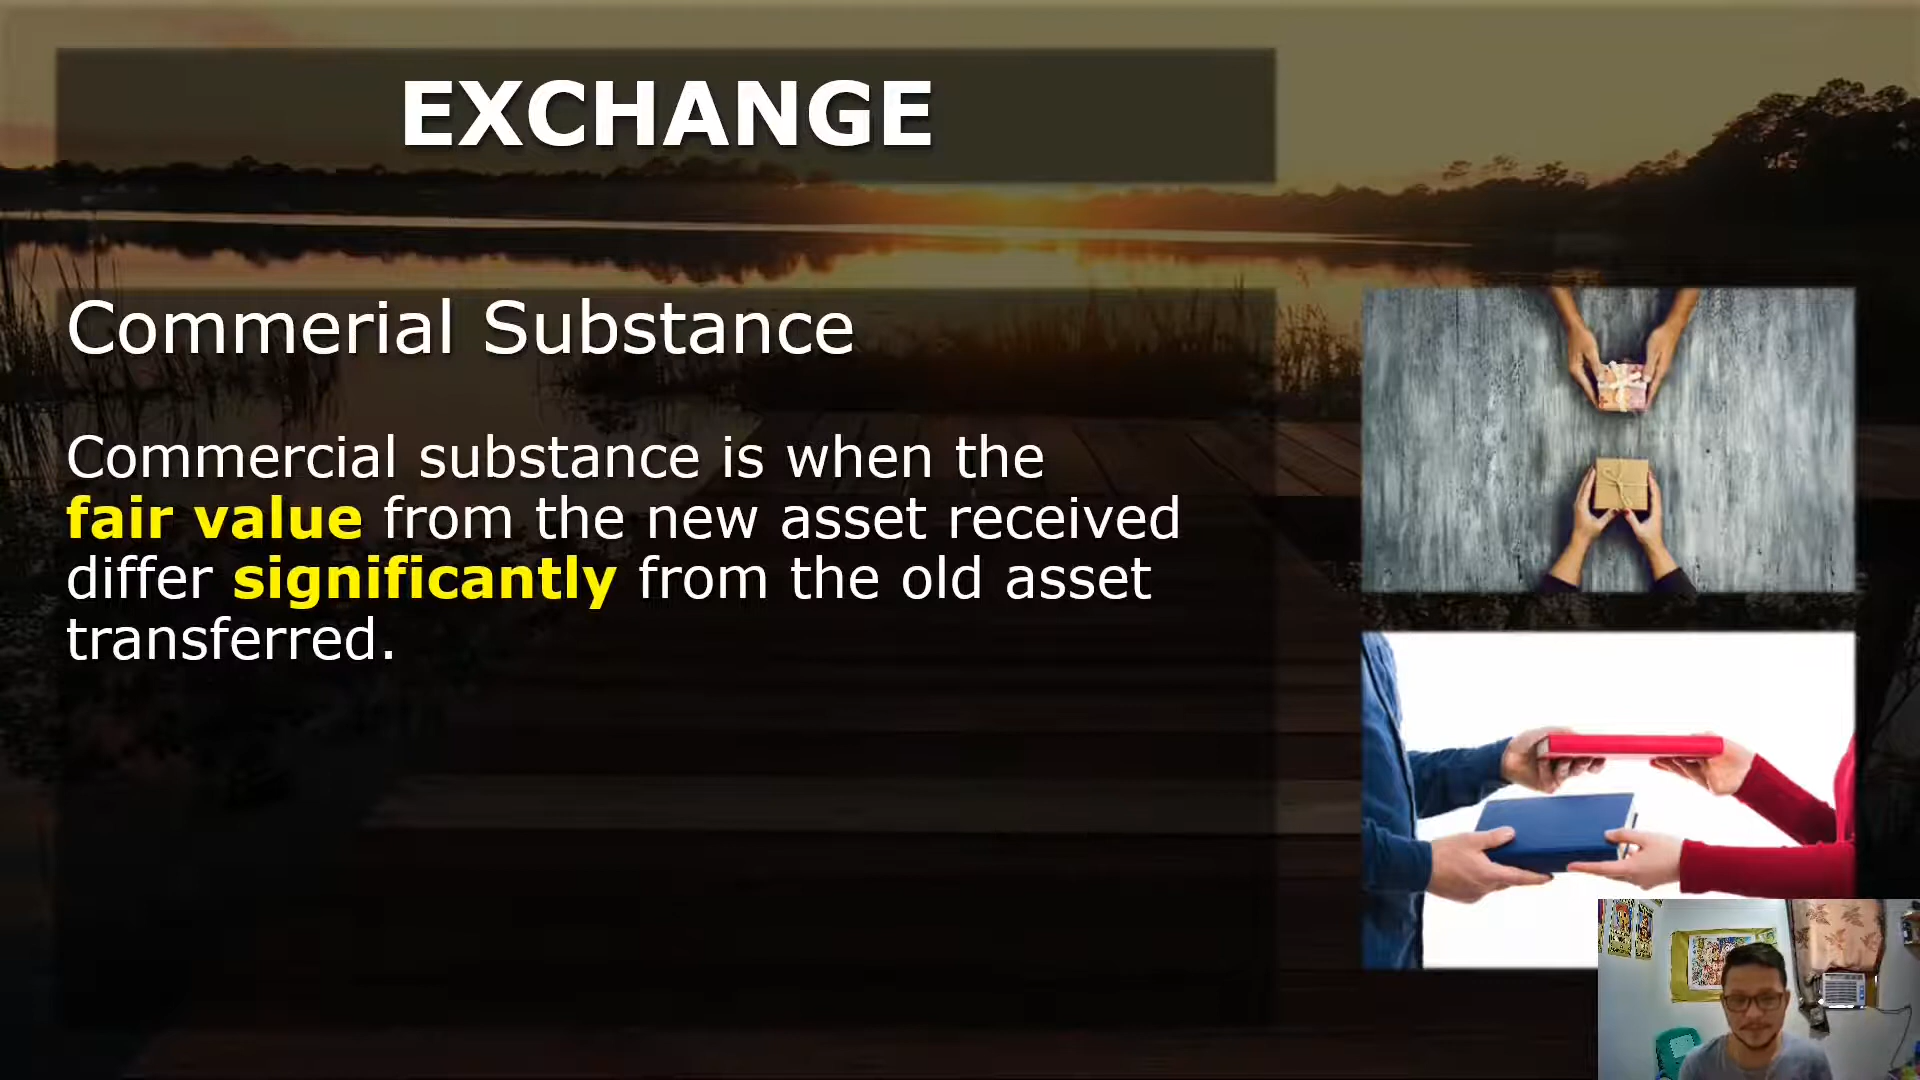 EXCHANGE
Commerial Substance
Commercial substance is when the
fair value from the new asset received
differ significantly from the old asset
transferred.